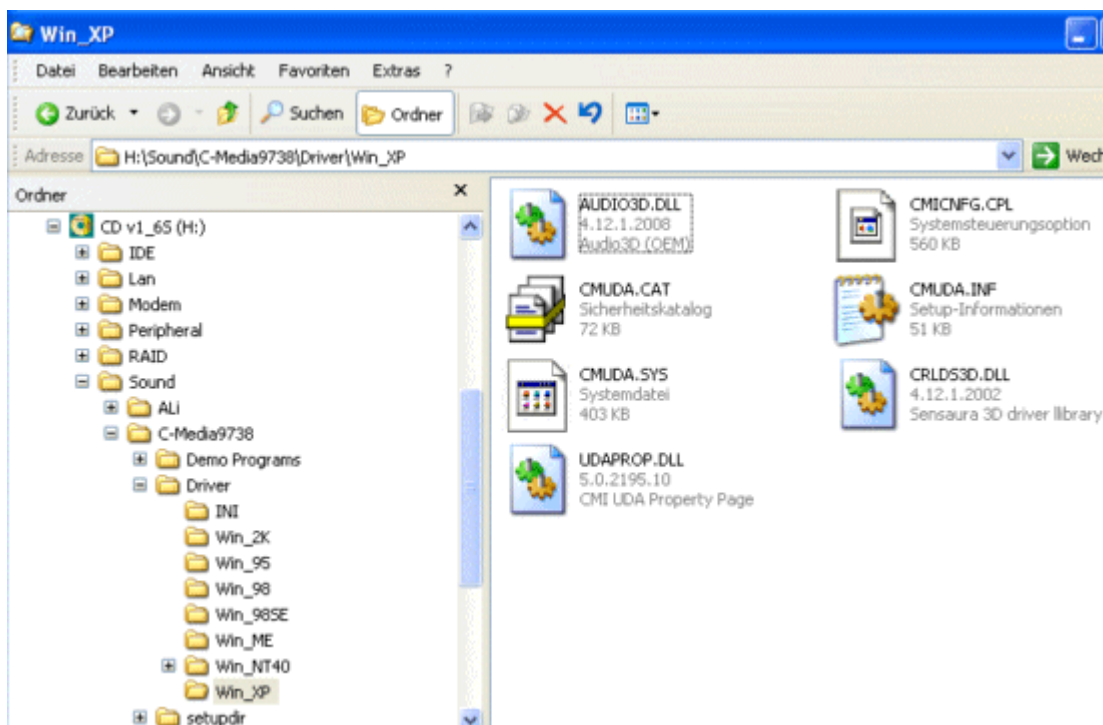 Win_XP
Datei Bearbeiten Ansicht Favoriten Extras ?
Zurück Suchen Ordner
Adresse H:\Sound\C-Media9738\Driver\Win_XP Wech
Ordner
CD v1_65 (H:)
IDE
Lan
Modem
Peripheral
RAID
Sound
ALi
C-Media9738
Demo Programs
Driver
INI
Win_2K
Win_95
Win_98
Win_98SE
Win_ME
Win_NT40
Win_XP
setupdir
AUDIO3D.DLL
4.12.1.2008
Audio3D (OEM)
CMICNFG.CPL
Systemsteuerungsoption
560 KB
CMUDA.CAT
Sicherheitskatalog
72 KB
CMUDA.INF
Setup-Informationen
51 KB
CMUDA.SYS
Systemdatei
403 KB
CRLDS3D.DLL
4.12.1.2002
Sensaura 3D driver llibrary
UDAPROP.DLL
5.0.2195.10
CMI UDA Property Page